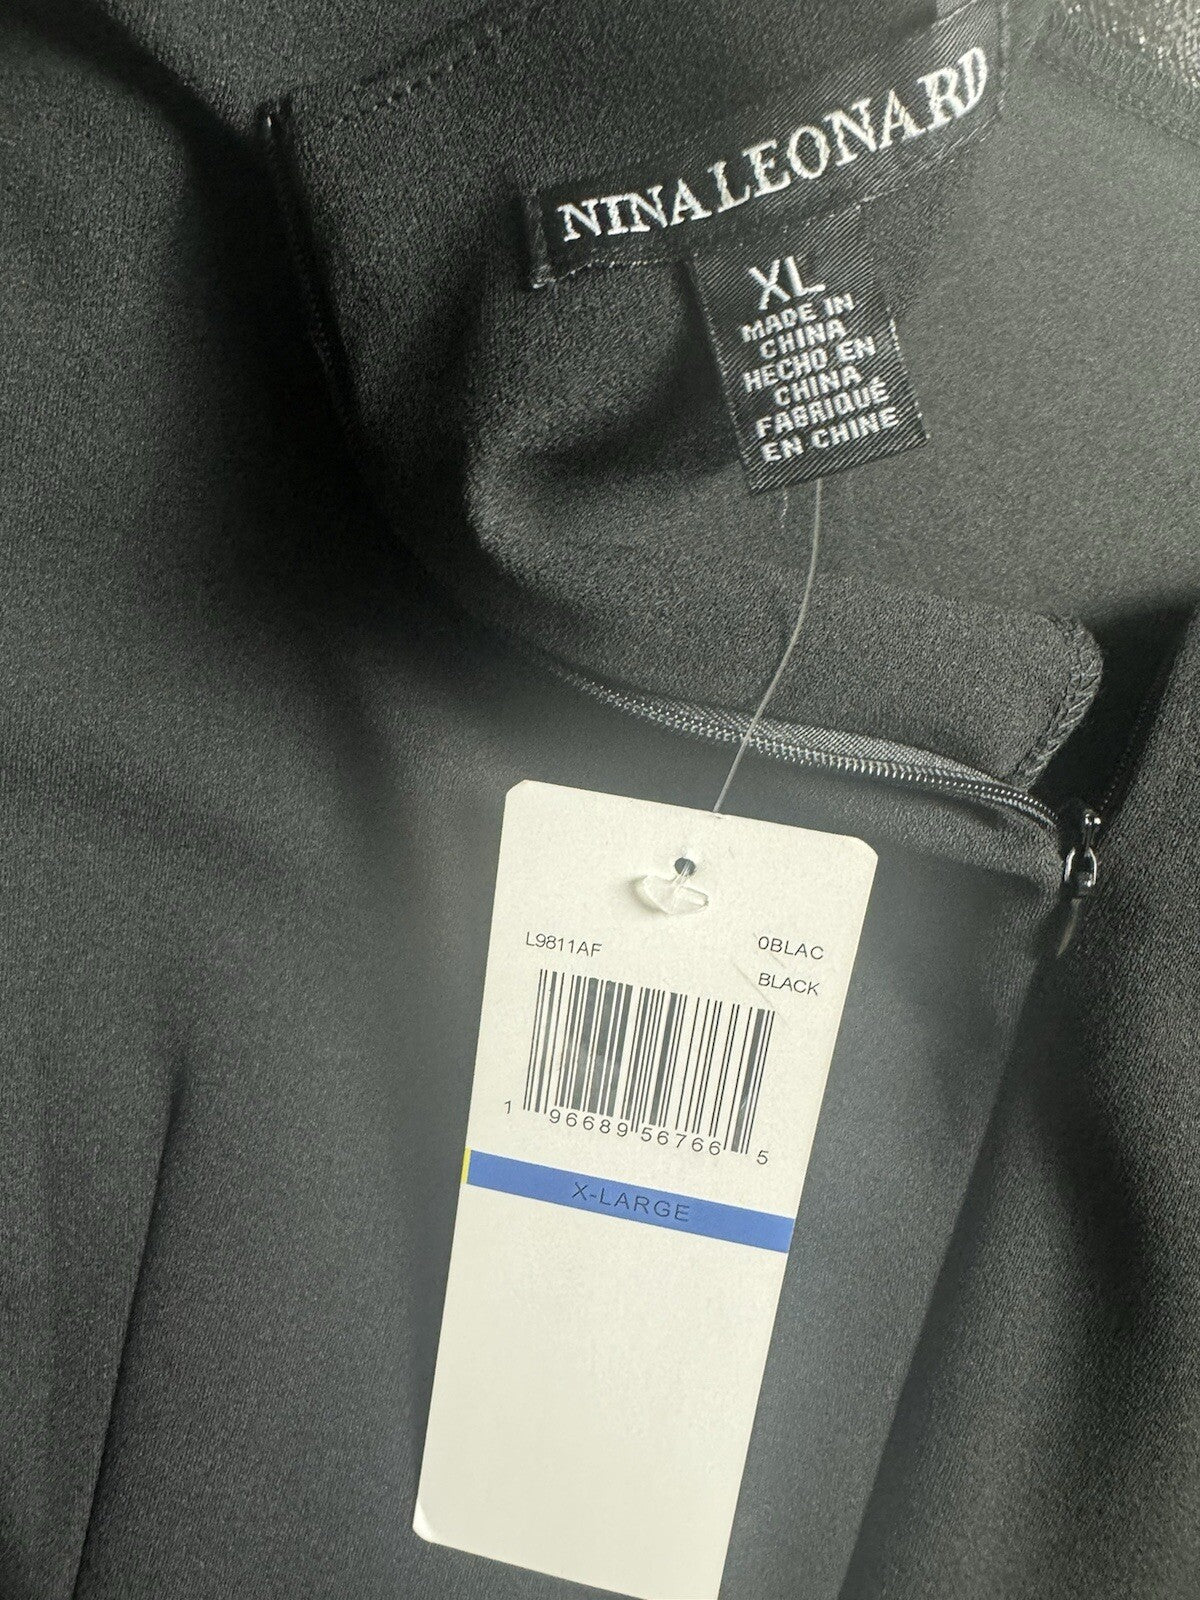 NINA LEONARD
XL
MADE IN
CHINA
HECHO EN
CHINA
FABRIQUÉ
EN CHINE
L9811AF 0BLAC
BLACK
1 96689 56766 5
X-LARGE